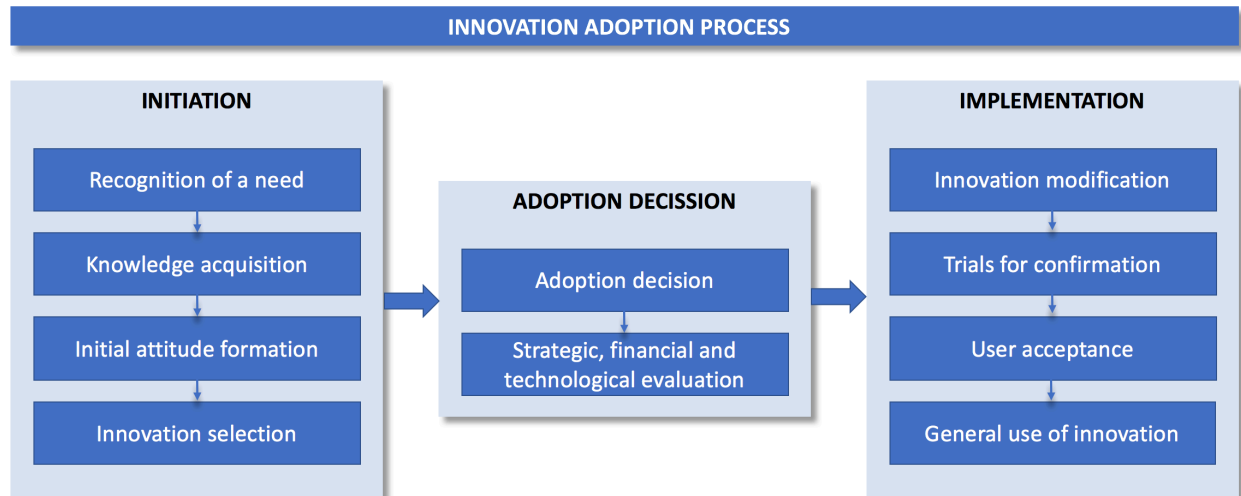 INNOVATION ADOPTION PROCESS
INITIATION
Recognition of a need
Knowledge acquisition
Initial attitude formation
Innovation selection
ADOPTION DECISSION
Adoption decision
Strategic, financial and
technological evaluation
IMPLEMENTATION
Innovation modification
Trials for confirmation
User acceptance
General use of innovation